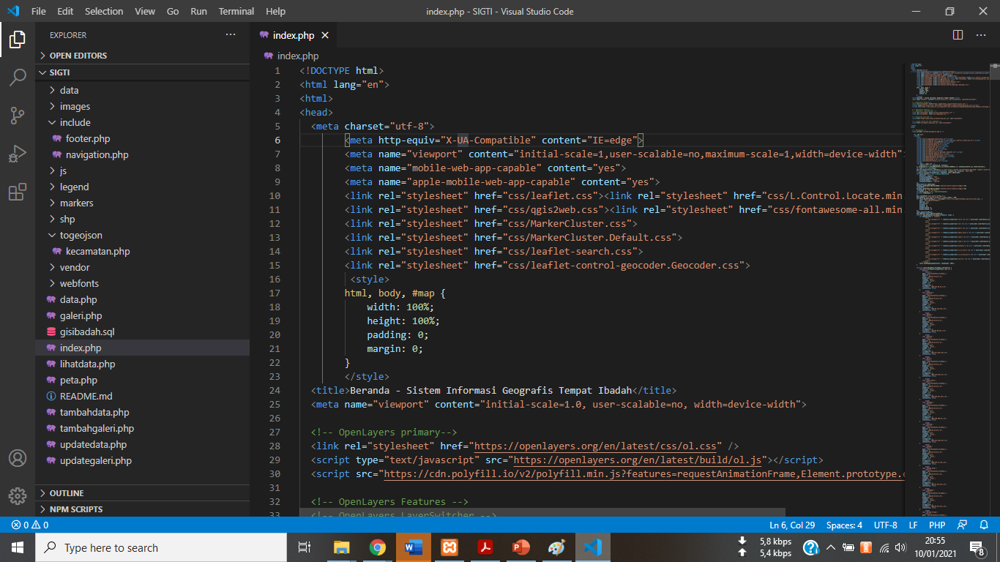 File Edit Selection View Go Run Terminal Help index.php - SIGTI - Visual Studio Code
EXPLORER
OPEN EDITORS
SIGTI
data
images
include
footer.php
navigation.php
js
legend
markers
shp
togeojson
kecamatan.php
vendor
webfonts
data.php
galeri.php
gisibadah.sql
index.php
lihatdata.php
peta.php
README.md
tambahdata.php
tambahgaleri.php
updatedata.php
updategaleri.php
OUTLINE
NPM SCRIPTS
index.php
index.php
1 <!DOCTYPE html>
2 <html lang="en">
3 <html>
4 <head>
5 <meta charset="utf-8">
6 <meta http-equiv="X-UA-Compatible" content="IE=edge">
7 <meta name="viewport" content="initial-scale=1,user-scalable=no,maximum-scale=1,width=device-width">
8 <meta name="mobile-web-app-capable" content="yes">
9 <meta name="apple-mobile-web-app-capable" content="yes">
10 <link rel="stylesheet" href="css/leaflet.css"><link rel="stylesheet" href="css/L.Control.Locate.min
11 <link rel="stylesheet" href="css/qgis2web.css"><link rel="stylesheet" href="css/fontawesome-all.min
12 <link rel="stylesheet" href="css/MarkerCluster.css">
13 <link rel="stylesheet" href="css/MarkerCluster.Default.css">
14 <link rel="stylesheet" href="css/leaflet-search.css">
15 <link rel="stylesheet" href="css/leaflet-control-geocoder.Geocoder.css">
16 <style>
17 html, body, #map {
18 width: 100%;
19 height: 100%;
20 padding: 0;
21 margin: 0;
22 }
23 </style>
24 <title>Beranda - Sistem Informasi Geografis Tempat Ibadah</title>
25 <meta name="viewport" content="initial-scale=1.0, user-scalable=no, width=device-width">
26
27 <!-- OpenLayers primary-->
28 <link rel="stylesheet" href="https://openlayers.org/en/latest/css/ol.css" />
29 <script type="text/javascript" src="https://openlayers.org/en/latest/build/ol.js"></script>
30 <script src="https://cdn.polyfill.io/v2/polyfill.min.js?features=requestAnimationFrame,Element.prototype.
31
32 <!-- OpenLayers Features -->
33 <!-- OpenLayers LayerSwitcher -->
0 0 Ln 6, Col 29 Spaces: 4 UTF-8 LF PHP
Type here to search
5,8 kbps
5,4 kbps
20:55
10/01/2021
8